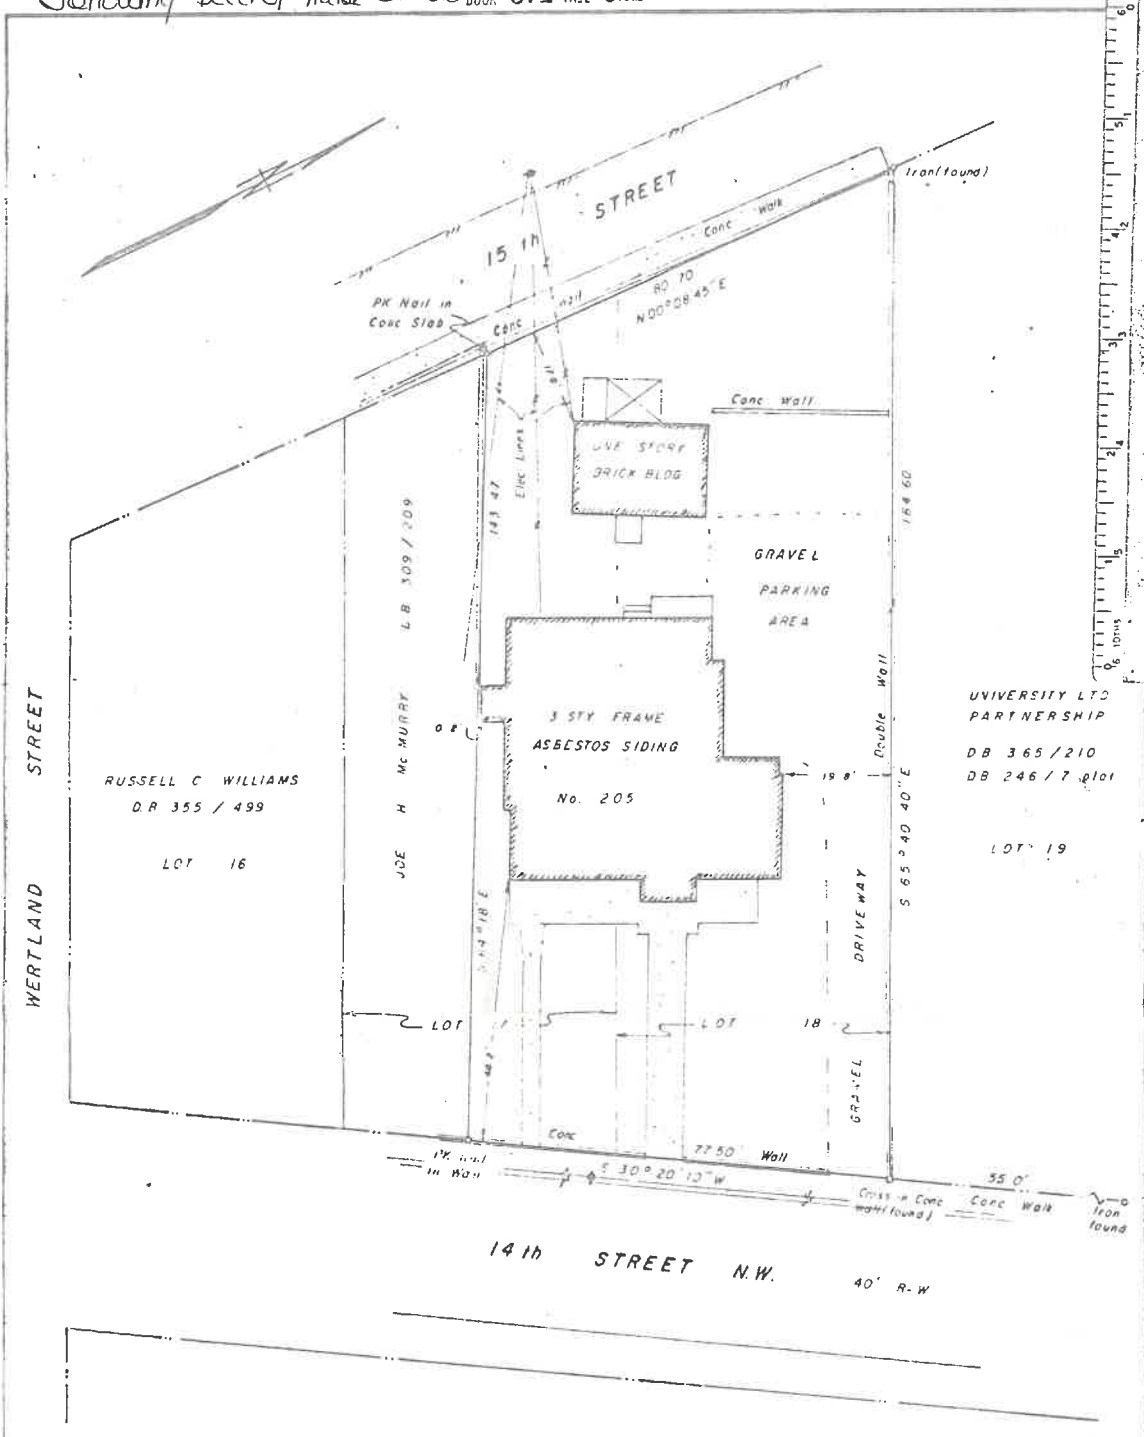 STREET
15 th
Iron (found)
Conc Walk
PK Nail in
Conc Slab
Conc Wall
80.70
N 00° 08' 45" E
Conc Wall
Elec Lines
ONE STORY
BRICK BLDG
143.47
164.60
GRAVEL
PARKING
AREA
Double Wall
L B 309 / 209
JOE H McMURRY
0.8'
3 STY FRAME
ASBESTOS SIDING
No. 205
19.8'
S 65° 40' 40" E
UNIVERSITY LTD
PARTNERSHIP
DB 365 / 210
DB 246 / 7 plat
LOT 19
RUSSELL C WILLIAMS
D.B 355 / 499
LOT 16
WERTLAND STREET
LOT
LOT 18
GRAVEL DRIVEWAY
Conc
77.50
Wall
PK Nail
in Wall
S 30° 20' 10" W
Cross in Conc
Wall (found)
55.0'
Conc Walk
Iron
found
14 th STREET N.W.
40' R-W